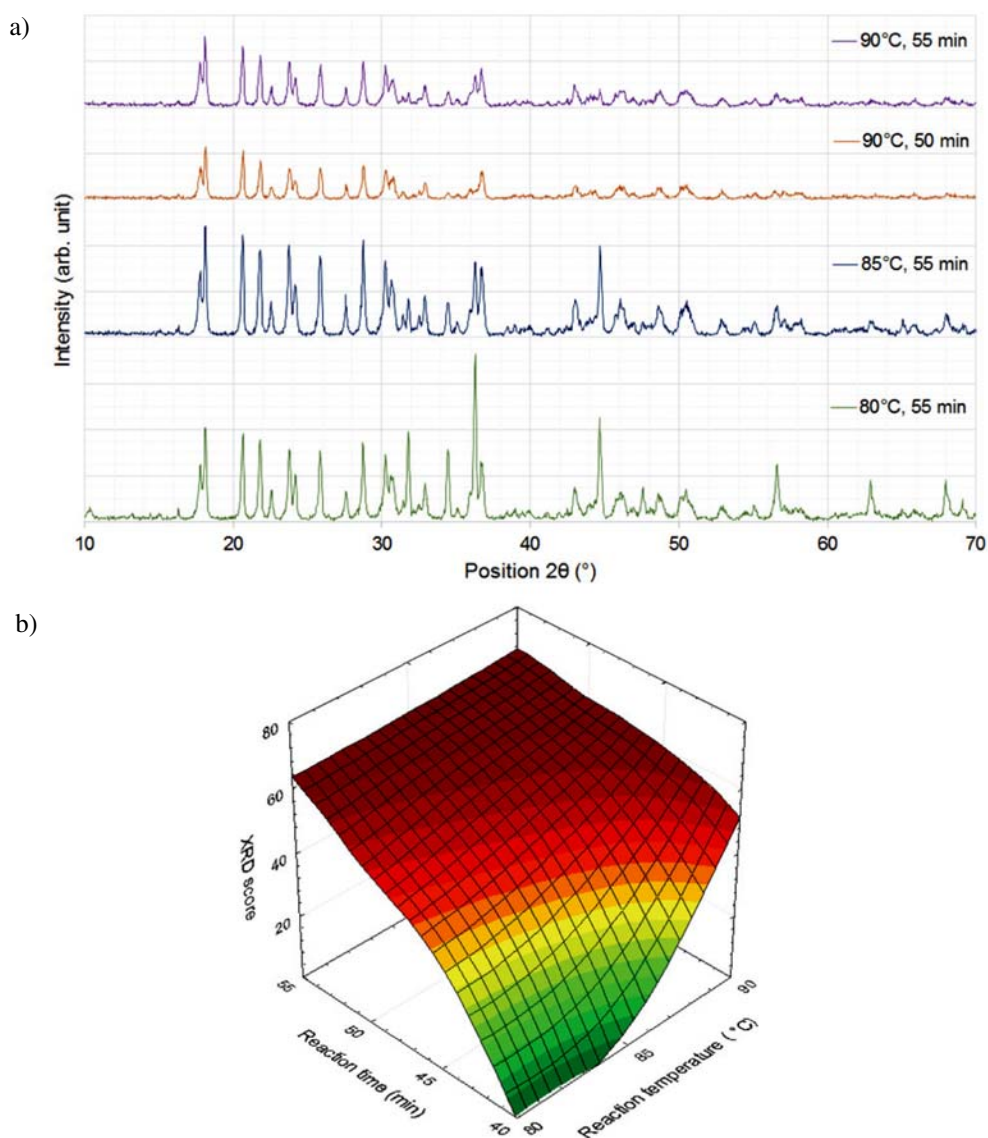 a)
90°C, 55 min
90°C, 50 min
85°C, 55 min
80°C, 55 min
Intensity (arb. unit)
10 20 30 40 50 60 70
Position 2θ (°)
b)
80
60
40
20
XRD score
55
50
45
40
Reaction time (min)
80
85
90
Reaction temperature (°C)